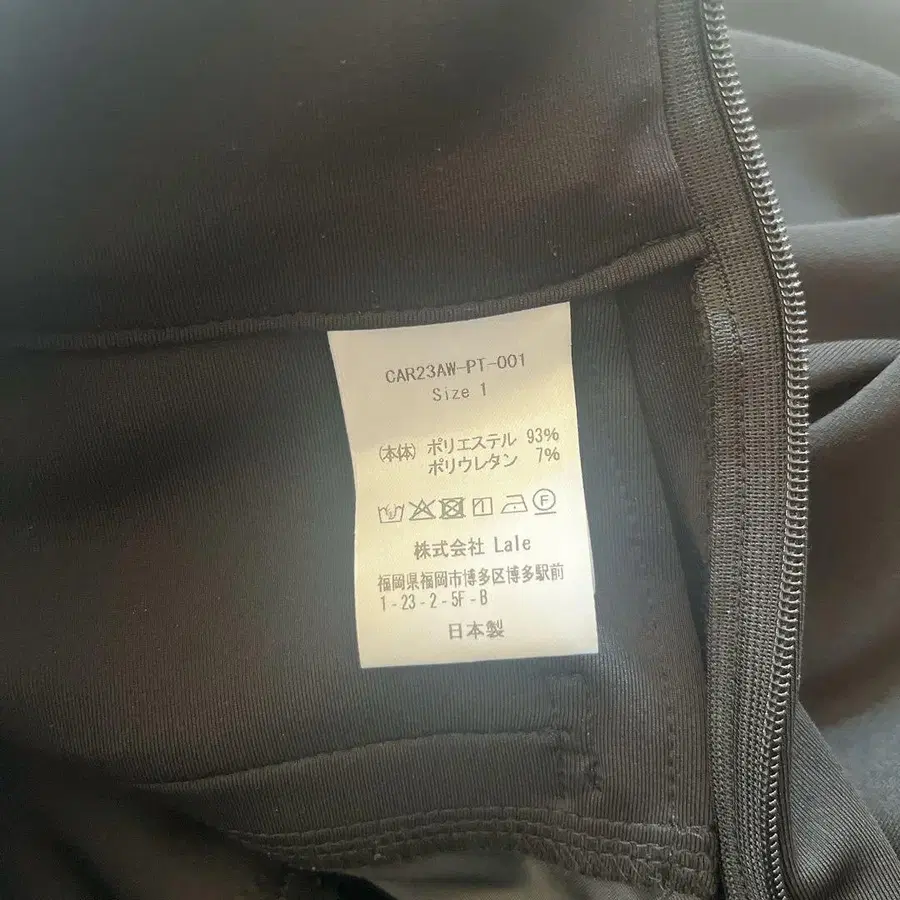 CAR23AW-PT-001
Size 1
(本体) ポリエステル 93%
ポリウレタン 7%
F
株式会社 Lale
福岡県福岡市博多区博多駅前
1-23-2-5F-B
日本製